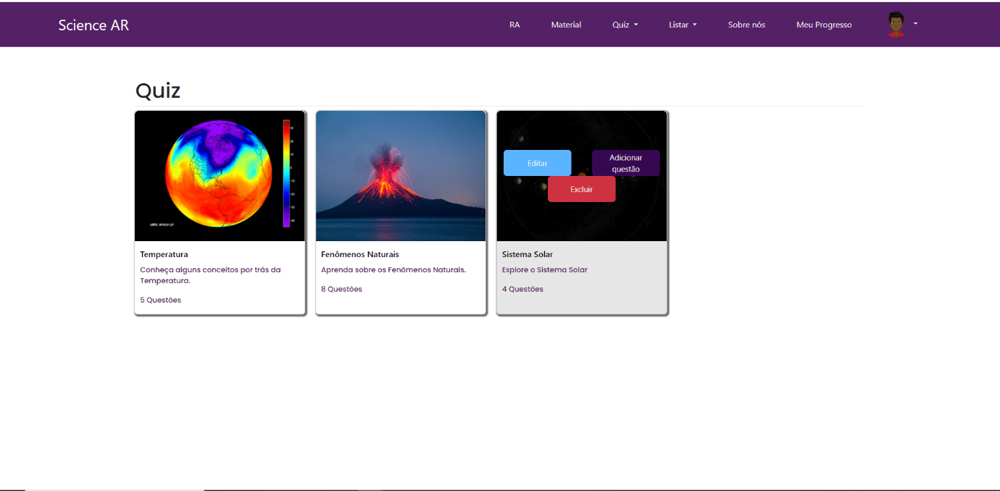 Science AR
RA
Material
Quiz
Listar
Sobre nós
Meu Progresso
Quiz
Editar
Adicionar
questão
Excluir
Temperatura
Conheça alguns conceitos por trás da
Temperatura.
5 Questões
Fenômenos Naturais
Aprenda sobre os Fenômenos Naturais.
8 Questões
Sistema Solar
Explore o Sistema Solar
4 Questões